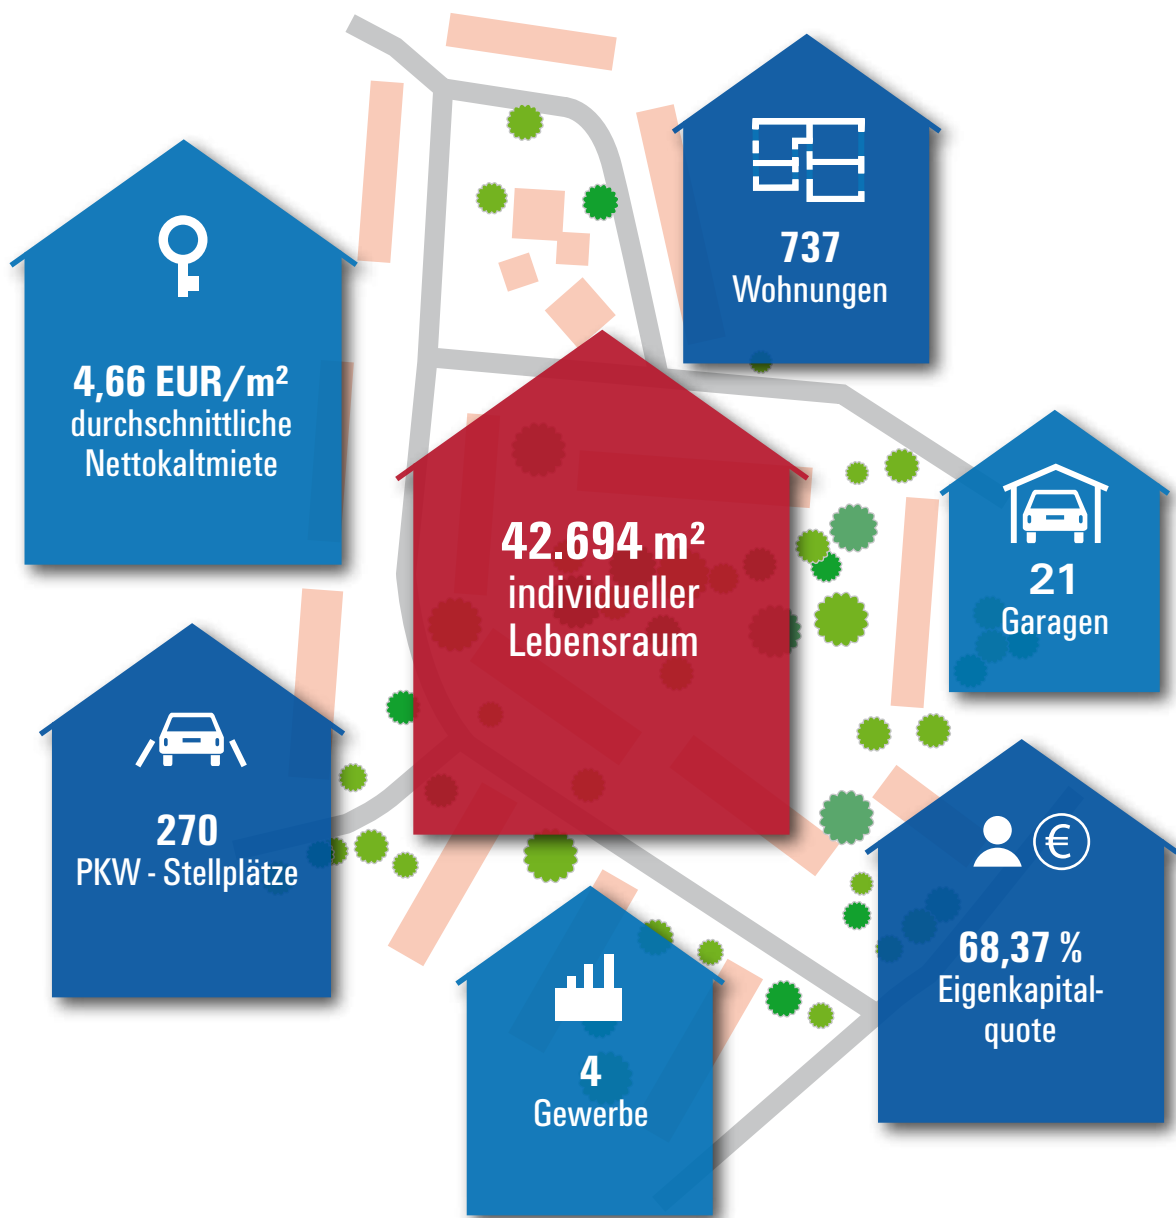 737
Wohnungen
4,66 EUR/m²
durchschnittliche
Nettokaltmiete
42.694 m²
individueller
Lebensraum
21
Garagen
270
PKW - Stellplätze
€
68,37 %
Eigenkapital-
quote
4
Gewerbe